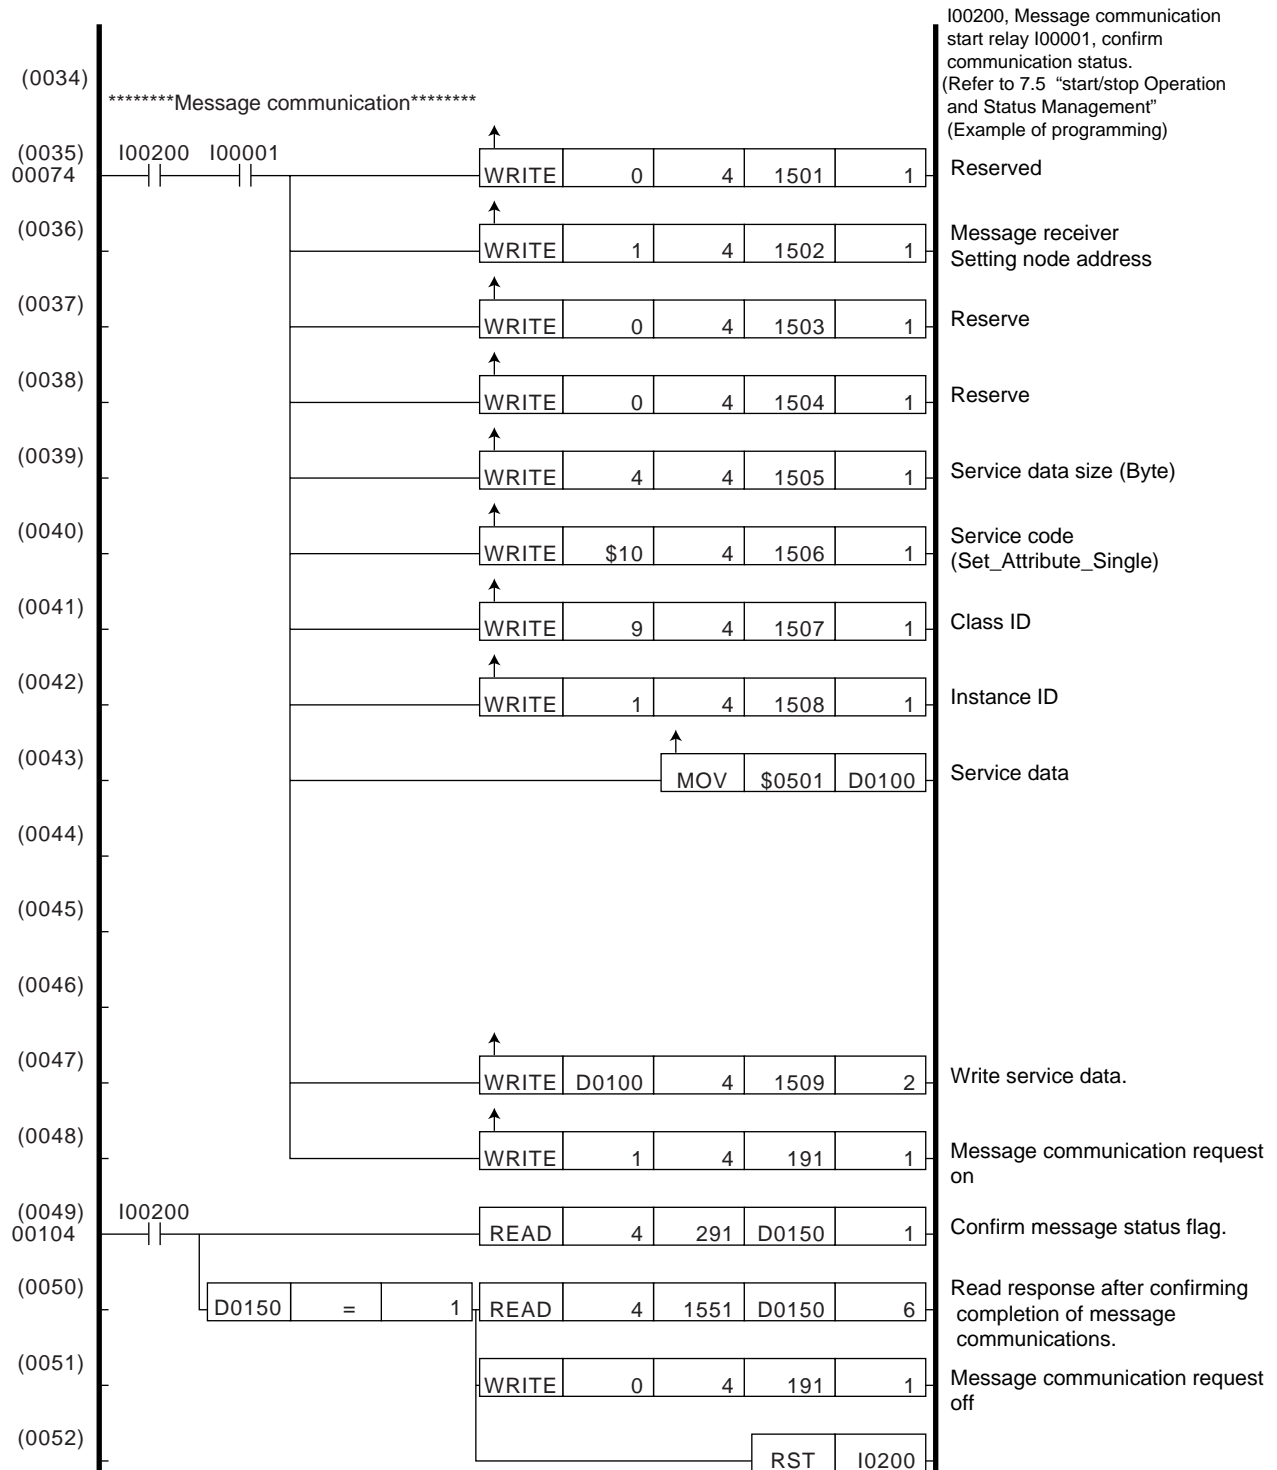 I00200, Message communication
start relay I00001, confirm
communication status.
(Refer to 7.5 “start/stop Operation
and Status Management”
(Example of programming)
(0034)
********Message communication********
(0035)
00074
I00200 I00001
WRITE 0 4 1501 1
Reserved
(0036)
WRITE 1 4 1502 1
Message receiver
Setting node address
(0037)
WRITE 0 4 1503 1
Reserve
(0038)
WRITE 0 4 1504 1
Reserve
(0039)
WRITE 4 4 1505 1
Service data size (Byte)
(0040)
WRITE $10 4 1506 1
Service code
(Set_Attribute_Single)
(0041)
WRITE 9 4 1507 1
Class ID
(0042)
WRITE 1 4 1508 1
Instance ID
(0043)
MOV $0501 D0100
Service data
(0044)
(0045)
(0046)
(0047)
WRITE D0100 4 1509 2
Write service data.
(0048)
WRITE 1 4 191 1
Message communication request
on
(0049)
00104
I00200
READ 4 291 D0150 1
Confirm message status flag.
(0050)
D0150 = 1 READ 4 1551 D0150 6
Read response after confirming
completion of message
communications.
(0051)
WRITE 0 4 191 1
Message communication request
off
(0052)
RST I0200